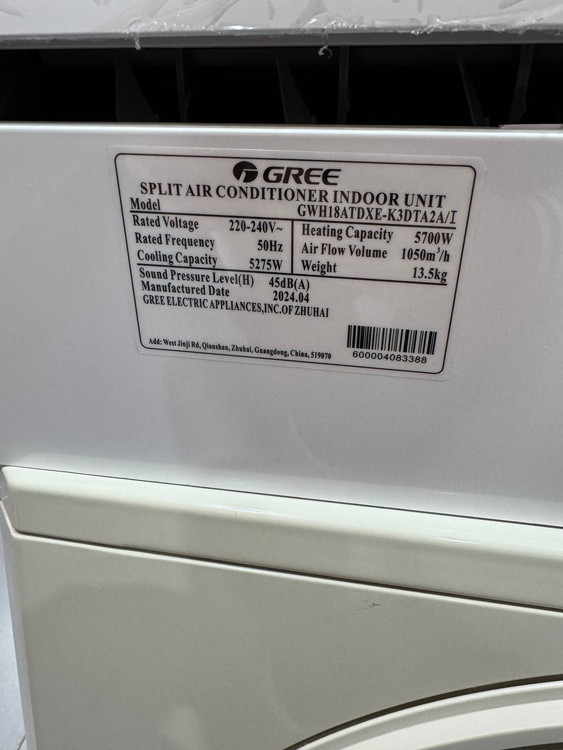 GREE
SPLIT AIR CONDITIONER INDOOR UNIT
Model GWH18ATDXE-K3DTA2A/I
Rated Voltage 220-240V~
Rated Frequency 50Hz
Cooling Capacity 5275W
Heating Capacity 5700W
Air Flow Volume 1050m³/h
Weight 13.5kg
Sound Pressure Level(H) 45dB(A)
Manufactured Date 2024.04
GREE ELECTRIC APPLIANCES,INC.OF ZHUHAI
Add: West Jinji Rd, Qianshan, Zhuhai, Guangdong, China, 519070
600004083388